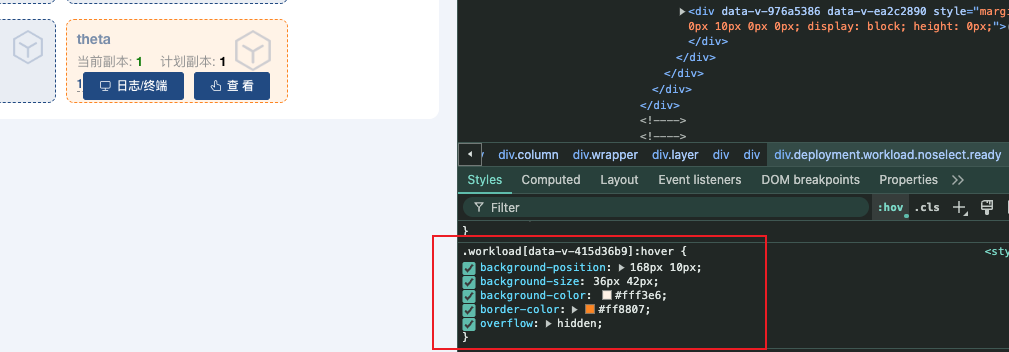 theta
当前副本: 1 计划副本: 1
1
日志/终端
查 看
▶<div data-v-976a5386 data-v-ea2c2890 style="marg
0px 10px 0px 0px; display: block; height: 0px;">
</div>
</div>
</div>
</div>
</div>
<!---->
<!---->
div.column div.wrapper div.layer div div div.deployment.workload.noselect.ready
Styles Computed Layout Event listeners DOM breakpoints Properties
Filter
:hov .cls
}
.workload[data-v-415d36b9]:hover {
<sty
background-position: ▶ 168px 10px;
background-size: 36px 42px;
background-color: #fff3e6;
border-color: ▶ #ff8807;
overflow: ▶ hidden;
}